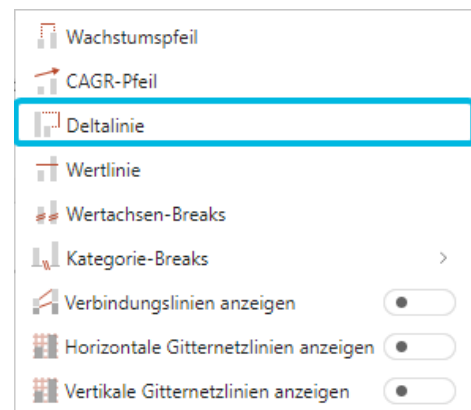 Wachstumspfeil
CAGR-Pfeil
Deltalinie
Wertlinie
Wertachsen-Breaks
Kategorie-Breaks
Verbindungslinien anzeigen
Horizontale Gitternetzlinien anzeigen
Vertikale Gitternetzlinien anzeigen